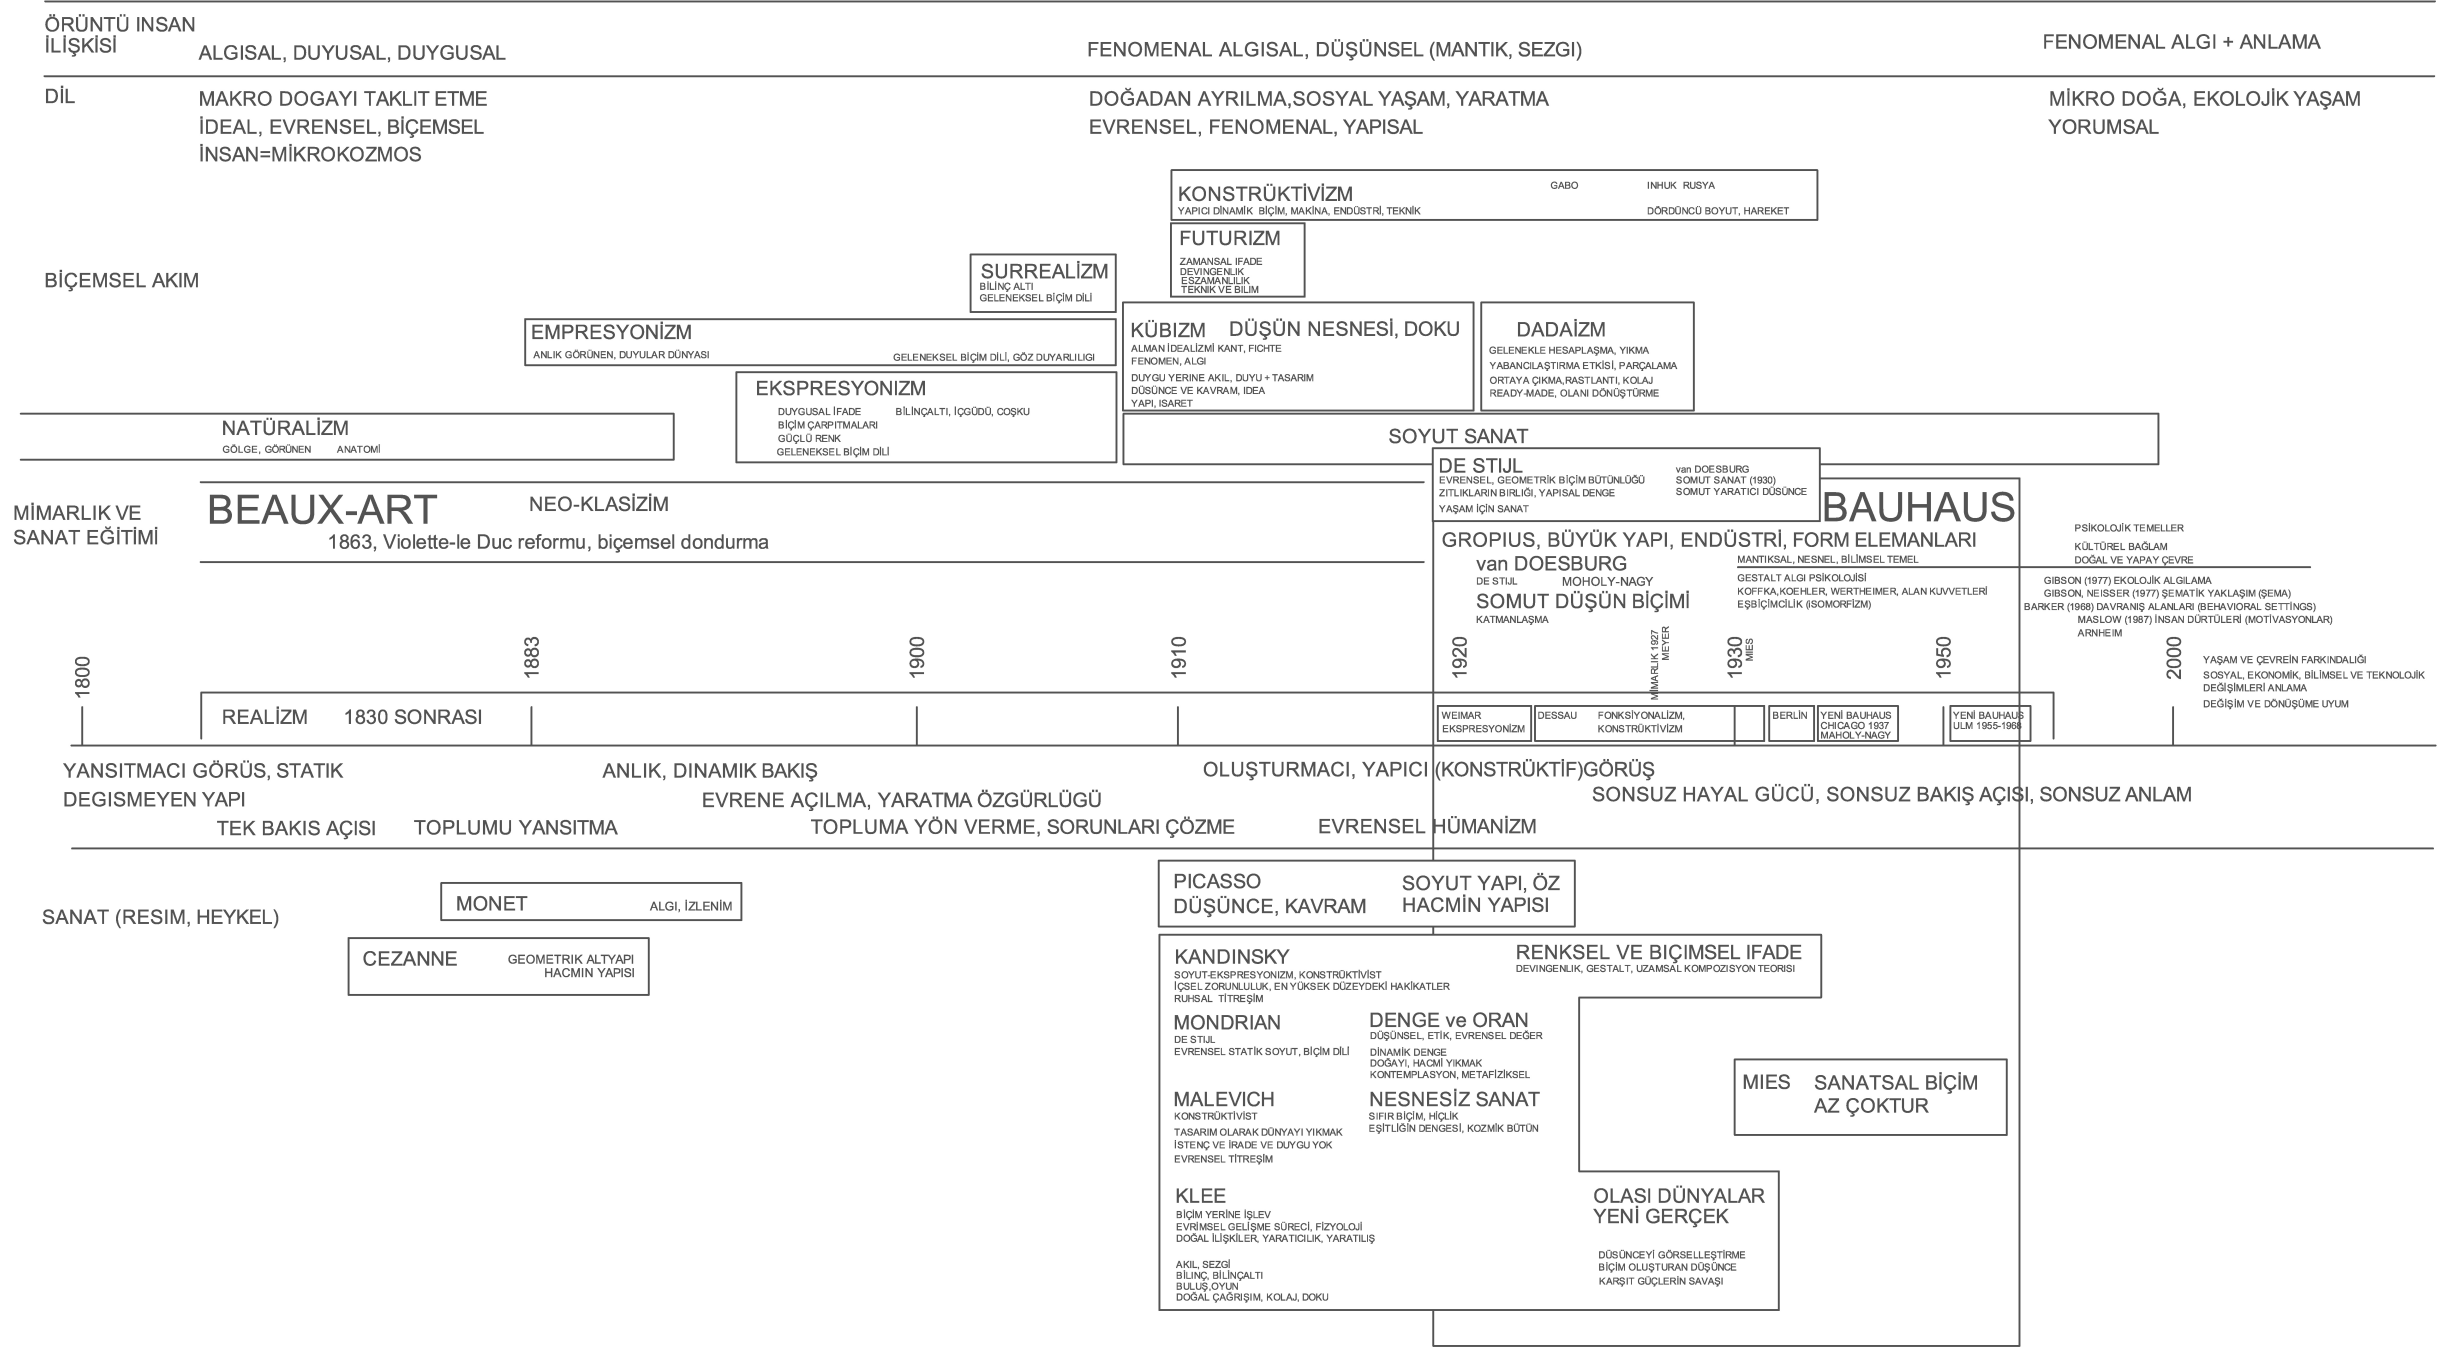 ÖRÜNTÜ INSAN
İLİŞKİSİ
ALGISAL, DUYUSAL, DUYGUSAL
FENOMENAL ALGISAL, DÜŞÜNSEL (MANTIK, SEZGI)
FENOMENAL ALGI + ANLAMA
DİL
MAKRO DOGAYI TAKLIT ETME
İDEAL, EVRENSEL, BİÇEMSEL
İNSAN=MİKROKOZMOS
DOĞADAN AYRILMA,SOSYAL YAŞAM, YARATMA
EVRENSEL, FENOMENAL, YAPISAL
MİKRO DOĞA, EKOLOJİK YAŞAM
YORUMSAL
BİÇEMSEL AKIM
KONSTRÜKTİVİZM
GABO
INHUK RUSYA
YAPICI DİNAMİK BİÇİM, MAKİNA, ENDÜSTRİ, TEKNİK
DÖRDÜNCÜ BOYUT, HAREKET
FUTURIZM
ZAMANSAL IFADE
DEVINGENLIK
ESZAMANLILIK
TEKNIK VE BILIM
SURREALİZM
BİLİNÇ ALTI
GELENEKSEL BİÇİM DİLİ
EMPRESYONİZM
ANLIK GÖRÜNEN, DUYULAR DÜNYASI
GELENEKSEL BİÇİM DİLİ, GÖZ DUYARLILIGI
KÜBIZM DÜŞÜN NESNESİ, DOKU
ALMAN İDEALİZMİ KANT, FICHTE
FENOMEN, ALGI
DUYGU YERINE AKIL, DUYU + TASARIM
DÜSÜNCE VE KAVRAM, IDEA
YAPI, ISARET
DADAİZM
GELENEKLE HESAPLAŞMA, YIKMA
YABANCILAŞTIRMA ETKİSİ, PARÇALAMA
ORTAYA ÇIKMA,RASTLANTI, KOLAJ
READY-MADE, OLANI DÖNÜŞTÜRME
EKSPRESYONIZM
DUYGUSAL İFADE BİLİNÇALTI, İÇGÜDÜ, COŞKU
BİÇİM ÇARPITMALARI
GÜÇLÜ RENK
GELENEKSEL BİÇİM DİLİ
NATÜRALİZM
GÖLGE, GÖRÜNEN ANATOMİ
SOYUT SANAT
DE STIJL
EVRENSEL, GEOMETRİK BİÇİM BÜTÜNLÜĞÜ
ZITLIKLARIN BIRLIĞI, YAPISAL DENGE
YAŞAM İÇİN SANAT
van DOESBURG
SOMUT SANAT (1930)
SOMUT YARATICI DÜSÜNCE
MİMARLIK VE
SANAT EĞİTİMİ
BEAUX-ART
NEO-KLASİZİM
1863, Violette-le Duc reformu, biçemsel dondurma
BAUHAUS
GROPIUS, BÜYÜK YAPI, ENDÜSTRİ, FORM ELEMANLARI
van DOESBURG
DE STIJL MOHOLY-NAGY
SOMUT DÜŞÜN BİÇİMİ
KATMANLAŞMA
MANTIKSAL, NESNEL, BİLİMSEL TEMEL
GESTALT ALGI PSİKOLOJİSİ
KOFFKA,KOEHLER, WERTHEIMER, ALAN KUVVETLERİ
EŞBİÇİMCİLİK (ISOMORFİZM)
PSİKOLOJİK TEMELLER
KÜLTÜREL BAĞLAM
DOĞAL VE YAPAY ÇEVRE
GIBSON (1977) EKOLOJİK ALGILAMA
GIBSON, NEISSER (1977) ŞEMATİK YAKLAŞIM (ŞEMA)
BARKER (1968) DAVRANIŞ ALANLARI (BEHAVIORAL SETTINGS)
MASLOW (1987) İNSAN DÜRTÜLERİ (MOTİVASYONLAR)
ARNHEIM
1800
1883
1900
1910
1920
MİMARLIK 1927
MEYER
1930
MIES
1950
2000
YAŞAM VE ÇEVREİN FARKINDALIĞI
SOSYAL, EKONOMİK, BİLİMSEL VE TEKNOLOJİK
DEĞİŞİMLERİ ANLAMA
DEĞİŞİM VE DÖNÜŞÜME UYUM
REALİZM 1830 SONRASI
WEIMAR
EKSPRESYONİZM
DESSAU FONKSİYONALİZM,
KONSTRÜKTİVİZM
BERLİN
YENİ BAUHAUS
CHICAGO 1937
MAHOLY-NAGY
YENİ BAUHAUS
ULM 1955-1968
YANSITMACI GÖRÜS, STATIK
DEGISMEYEN YAPI
TEK BAKIS AÇISI
TOPLUMU YANSITMA
ANLIK, DINAMIK BAKIŞ
EVRENE AÇILMA, YARATMA ÖZGÜRLÜGÜ
TOPLUMA YÖN VERME, SORUNLARI ÇÖZME
OLUŞTURMACI, YAPICI (KONSTRÜKTİF)GÖRÜŞ
SONSUZ HAYAL GÜCÜ, SONSUZ BAKIŞ AÇISI, SONSUZ ANLAM
EVRENSEL HÜMANİZM
SANAT (RESIM, HEYKEL)
MONET ALGI, İZLENİM
CEZANNE
GEOMETRIK ALTYAPI
HACMIN YAPISI
PICASSO
DÜŞÜNCE, KAVRAM
SOYUT YAPI, ÖZ
HACMİN YAPISI
KANDINSKY
SOYUT-EKSPRESYONIZM, KONSTRÜKTİVİST
İÇSEL ZORUNLULUK, EN YÜKSEK DÜZEYDEKİ HAKİKATLER
RUHSAL TİTREŞİM
RENKSEL VE BIÇIMSEL IFADE
DEVINGENLIK, GESTALT, UZAMSAL KOMPOZISYON TEORISI
MONDRIAN
DE STIJL
EVRENSEL STATİK SOYUT, BİÇİM DİLİ
DENGE ve ORAN
DÜŞÜNSEL, ETİK, EVRENSEL DEĞER
DİNAMİK DENGE
DOĞAYI, HACMİ YIKMAK
KONTEMPLASYON, METAFİZİKSEL
MALEVICH
KONSTRÜKTİVIST
TASARIM OLARAK DÜNYAYI YIKMAK
İSTENÇ VE İRADE VE DUYGU YOK
EVRENSEL TİTREŞİM
NESNESİZ SANAT
SIFIR BİÇİM, HİÇLİK
EŞİTLİĞİN DENGESİ, KOZMİK BÜTÜN
MIES
SANATSAL BİÇİM
AZ ÇOKTUR
KLEE
BİÇİM YERİNE İŞLEV
EVRİMSEL GELİŞME SÜRECİ, FİZYOLOJİ
DOĞAL İLİŞKİLER, YARATICILIK, YARATILIŞ
AKIL, SEZGİ
BİLİNÇ, BİLİNÇALTI
BULUŞ,OYUN
DOĞAL ÇAĞRIŞIM, KOLAJ, DOKU
OLASI DÜNYALAR
YENİ GERÇEK
DÜSÜNCEYİ GÖRSELLEŞTİRME
BİÇİM OLUŞTURAN DÜŞÜNCE
KARŞIT GÜÇLERİN SAVAŞI